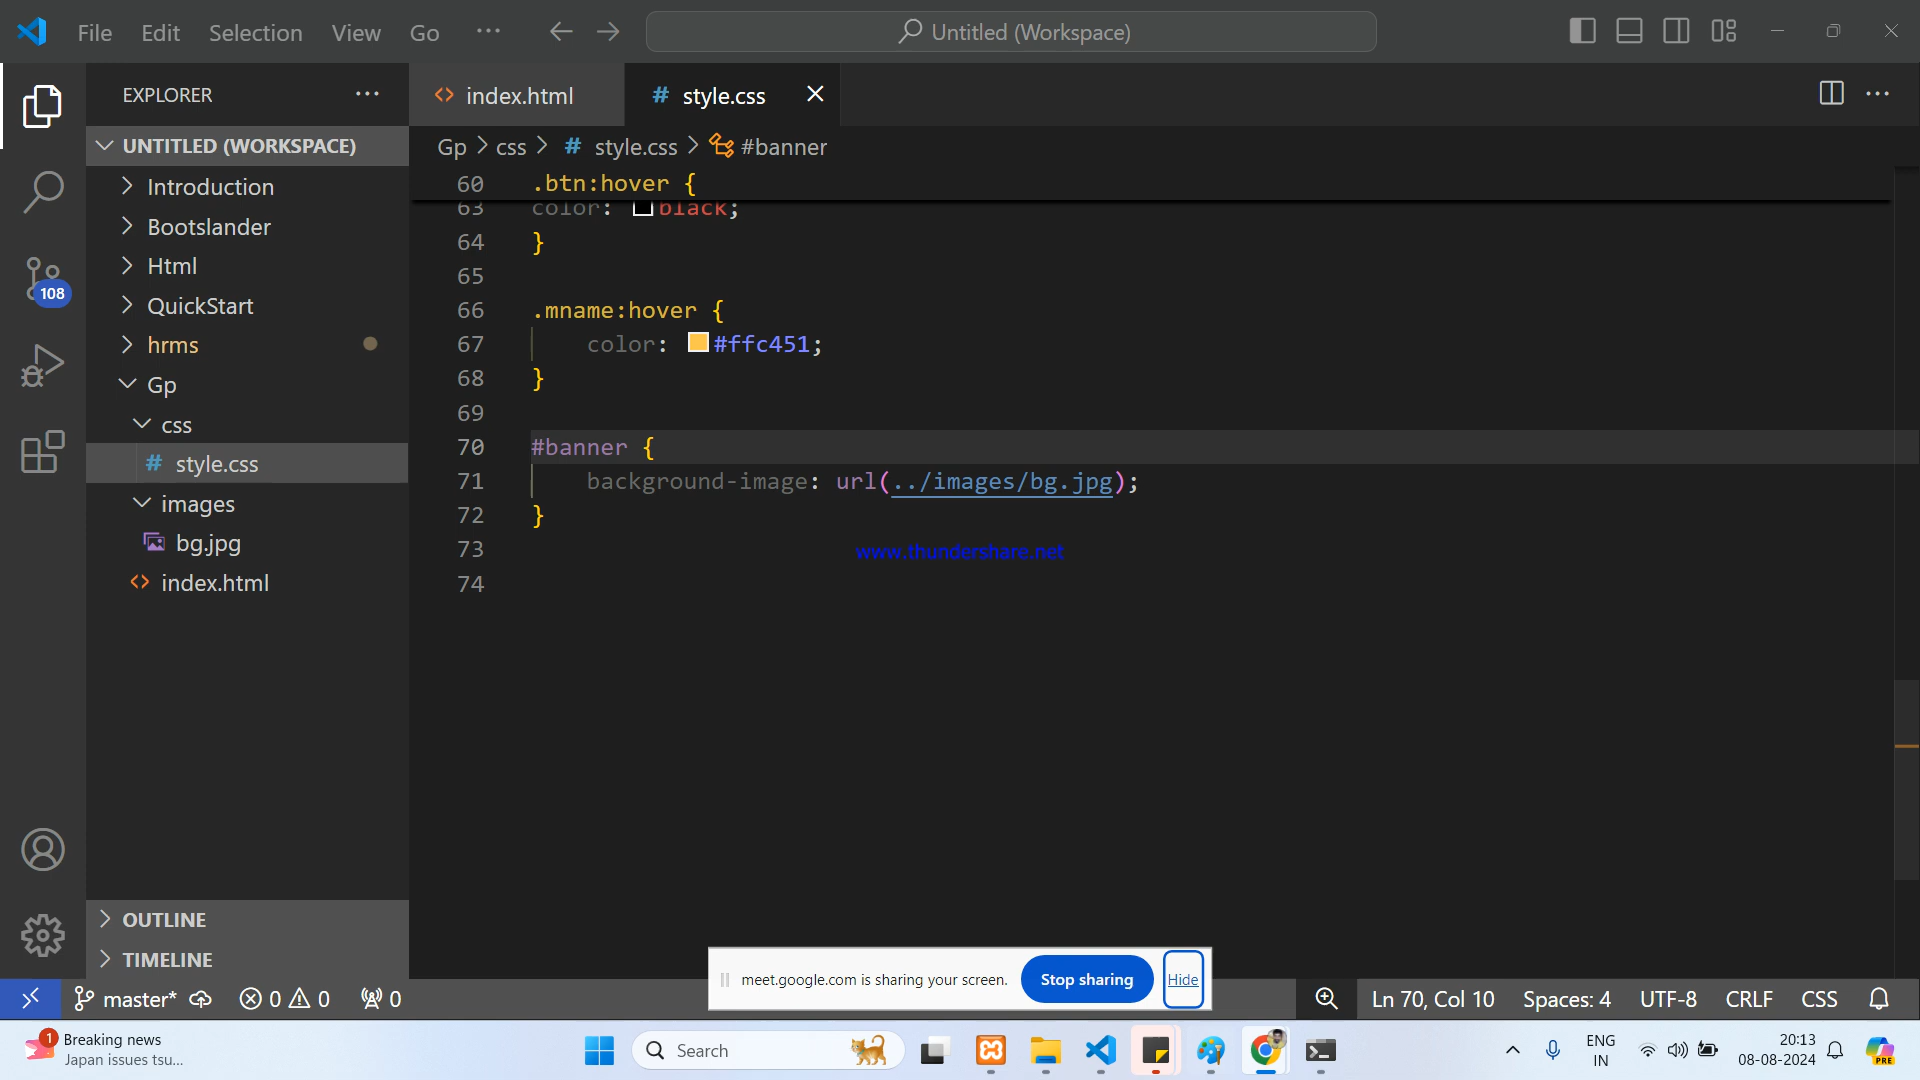 File Edit Selection View Go ··· Untitled (Workspace)
EXPLORER ···
index.html
# style.css
UNTITLED (WORKSPACE)
Gp > css > # style.css > #banner
Introduction
Bootslander
Html
QuickStart
hrms
Gp
css
# style.css
images
bg.jpg
index.html
108
60 .btn:hover {
63 color: black;
64 }
65
66 .mname:hover {
67 color: #ffc451;
68 }
69
70 #banner {
71 background-image: url(../images/bg.jpg);
72 }
73
74
www.thundershare.net
OUTLINE
TIMELINE
meet.google.com is sharing your screen. Stop sharing Hide
master* 0 0 0 Ln 70, Col 10 Spaces: 4 UTF-8 CRLF CSS
1 Breaking news
Japan issues tsu...
Search
ENG
IN
20:13
08-08-2024
PRE